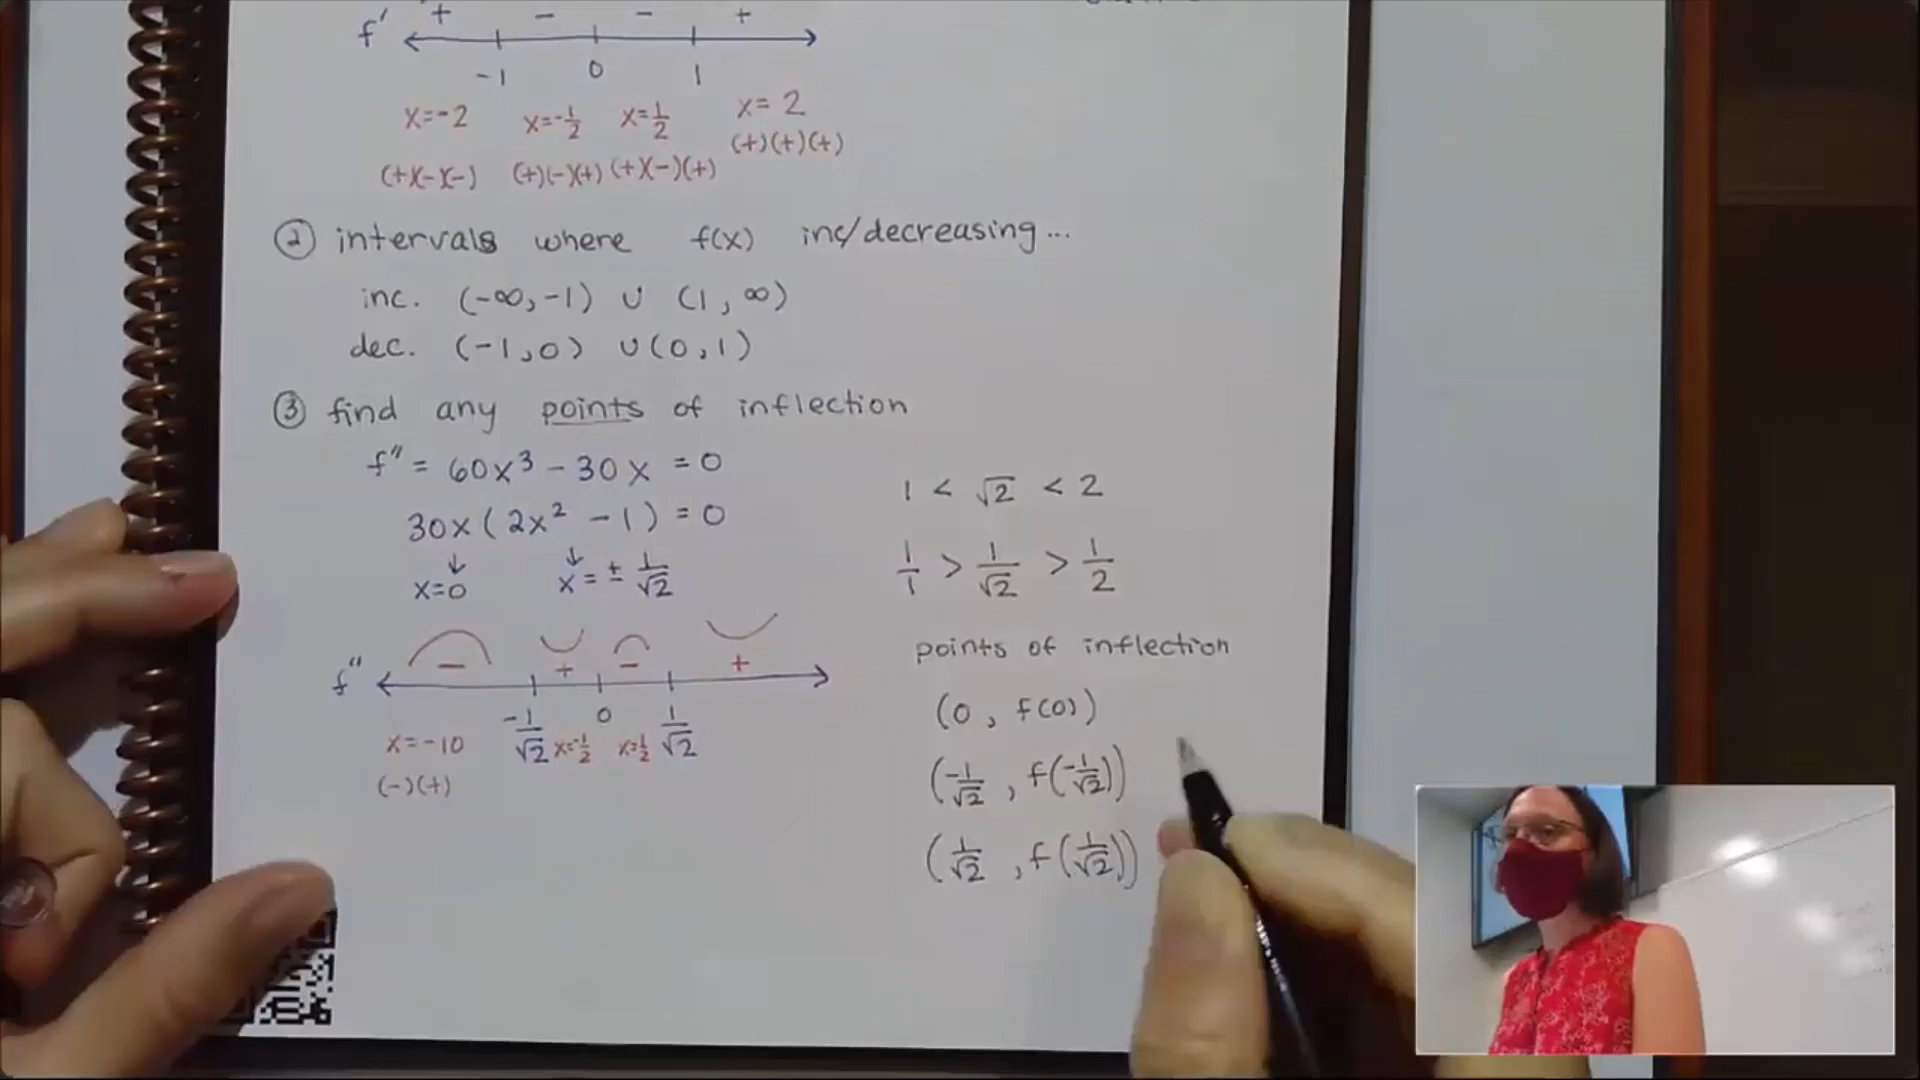 f' + - - +
-1 0 1
x=-2 x=-1/2 x=1/2 x= 2
(+)(-)(-) (+)(-)(+) (+)(-)(+) (+)(+)(+)
② intervals where f(x) inc/decreasing...
inc. (-∞,-1) ∪ (1, ∞)
dec. (-1,0) ∪ (0,1)
③ find any points of inflection
f'' = 60x³ - 30x = 0
30x(2x² - 1) = 0
↓ ↓
x=0 x= ± 1/√2
f'' - + - +
-1/√2 0 1/√2
x=-10 x=-1/2 x=1/2
(-)(+)
1 < √2 < 2
1/1 > 1/√2 > 1/2
points of inflection
(0, f(0))
(-1/√2, f(-1/√2))
(1/√2, f(1/√2))